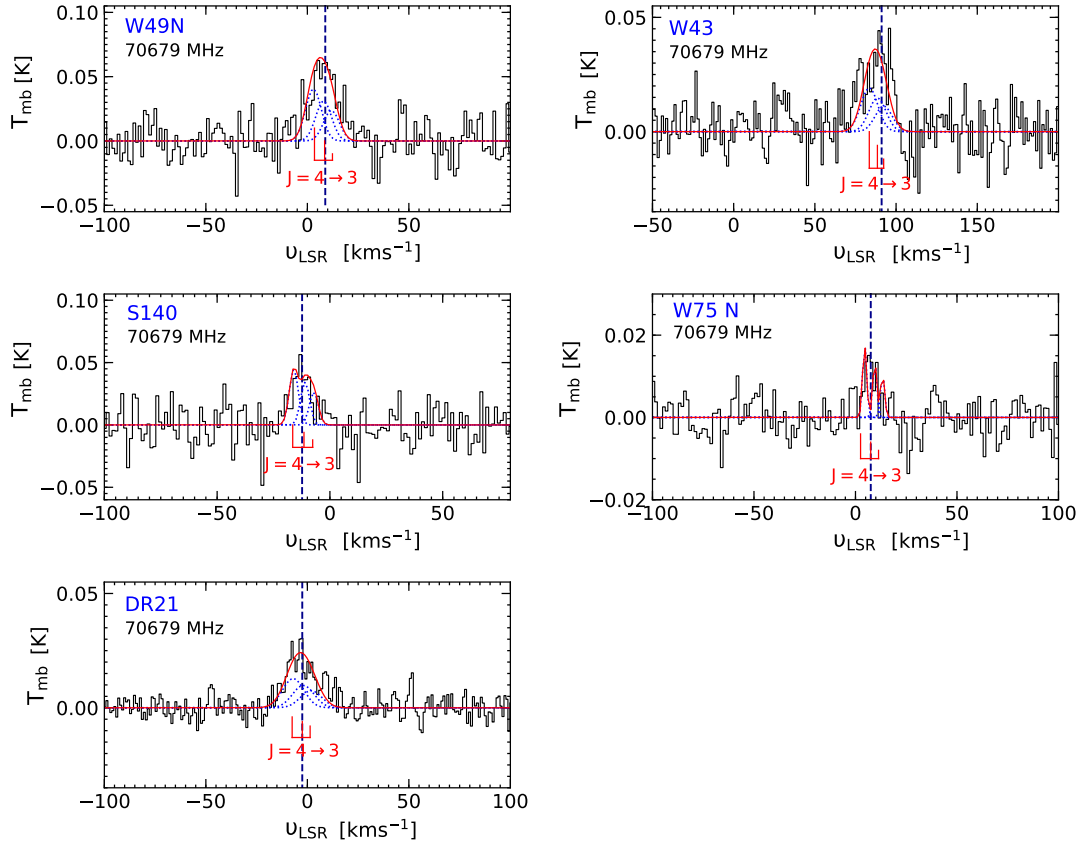 W49N
70679 MHz
0.10
0.05
0.00
−0.05
T_mb [K]
J = 4 → 3
−100 −50 0 50
υ_LSR [kms⁻¹]
W43
70679 MHz
0.05
0.00
T_mb [K]
J = 4 → 3
−50 0 50 100 150
υ_LSR [kms⁻¹]
S140
70679 MHz
0.10
0.05
0.00
−0.05
T_mb [K]
J = 4 → 3
−100 −50 0 50
υ_LSR [kms⁻¹]
W75 N
70679 MHz
0.02
0.00
−0.02
T_mb [K]
J = 4 → 3
−100 −50 0 50 100
υ_LSR [kms⁻¹]
DR21
70679 MHz
0.05
0.00
T_mb [K]
J = 4 → 3
−100 −50 0 50 100
υ_LSR [kms⁻¹]